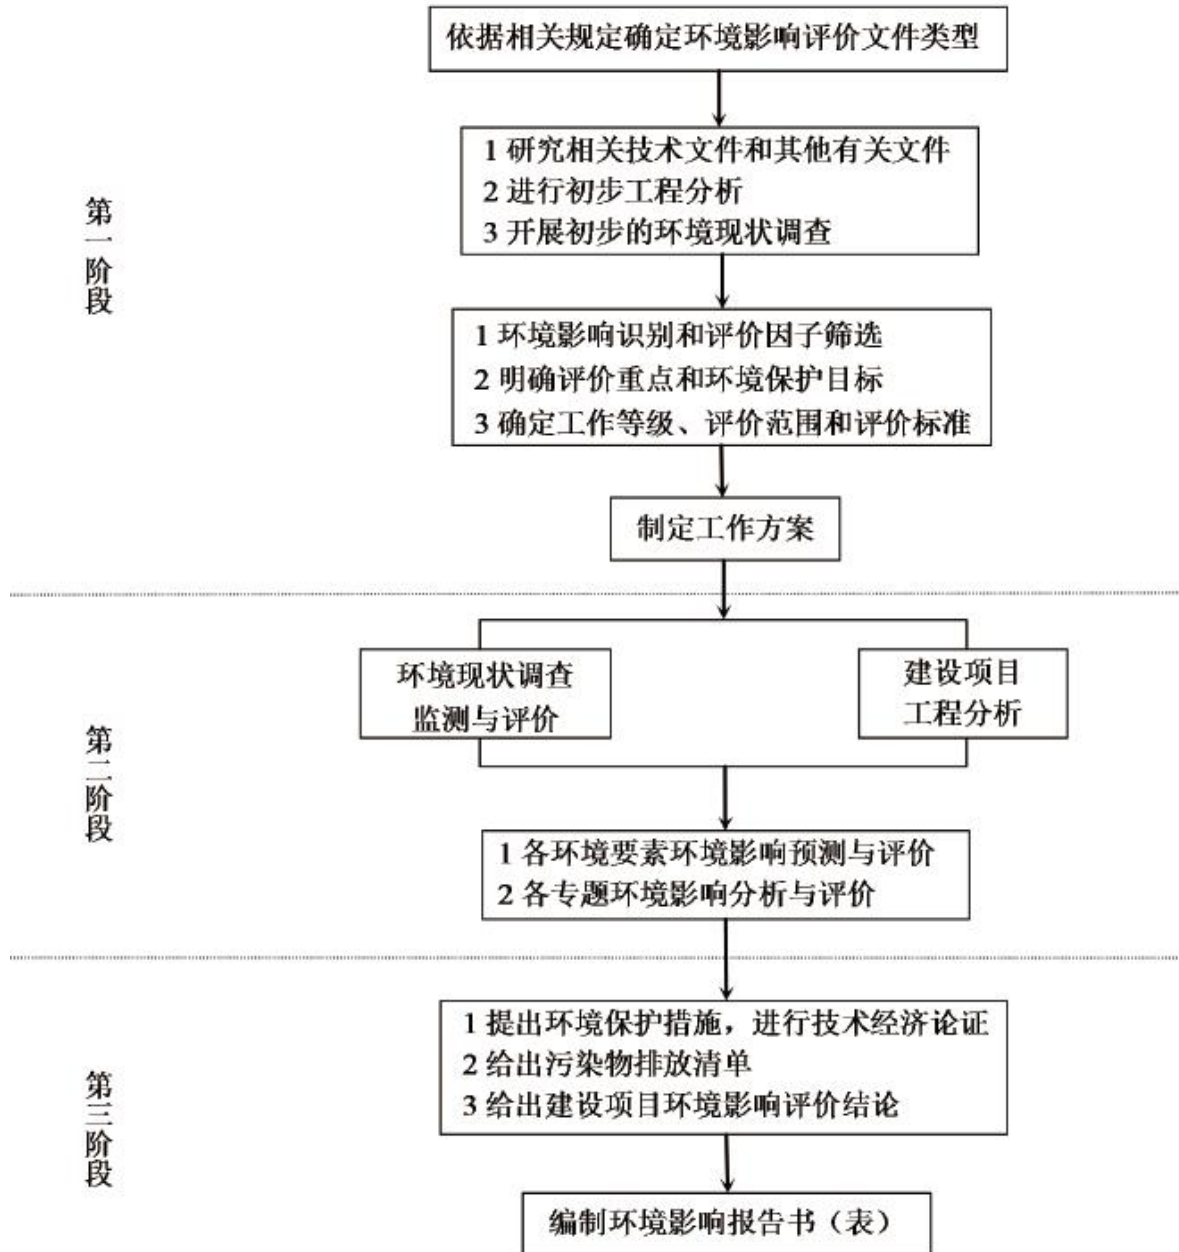 依据相关规定确定环境影响评价文件类型
1 研究相关技术文件和其他有关文件
2 进行初步工程分析
3 开展初步的环境现状调查
第一阶段
1 环境影响识别和评价因子筛选
2 明确评价重点和环境保护目标
3 确定工作等级、评价范围和评价标准
制定工作方案
环境现状调查
监测与评价
建设项目
工程分析
第二阶段
1 各环境要素环境影响预测与评价
2 各专题环境影响分析与评价
1 提出环境保护措施，进行技术经济论证
2 给出污染物排放清单
3 给出建设项目环境影响评价结论
第三阶段
编制环境影响报告书（表）